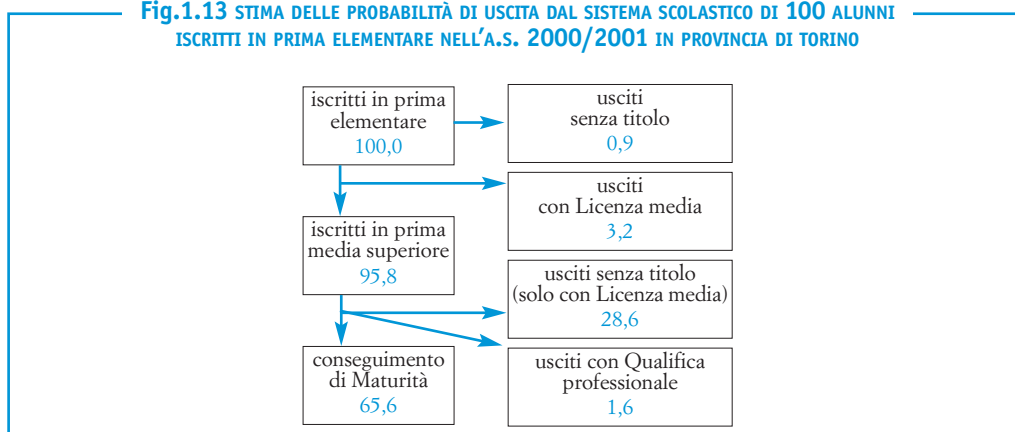 Fig.1.13 STIMA DELLE PROBABILITÀ DI USCITA DAL SISTEMA SCOLASTICO DI 100 ALUNNI
ISCRITTI IN PRIMA ELEMENTARE NELL'A.S. 2000/2001 IN PROVINCIA DI TORINO
iscritti in prima
elementare
100,0
usciti
senza titolo
0,9
usciti
con Licenza media
3,2
iscritti in prima
media superiore
95,8
usciti senza titolo
(solo con Licenza media)
28,6
conseguimento
di Maturità
65,6
usciti con Qualifica
professionale
1,6